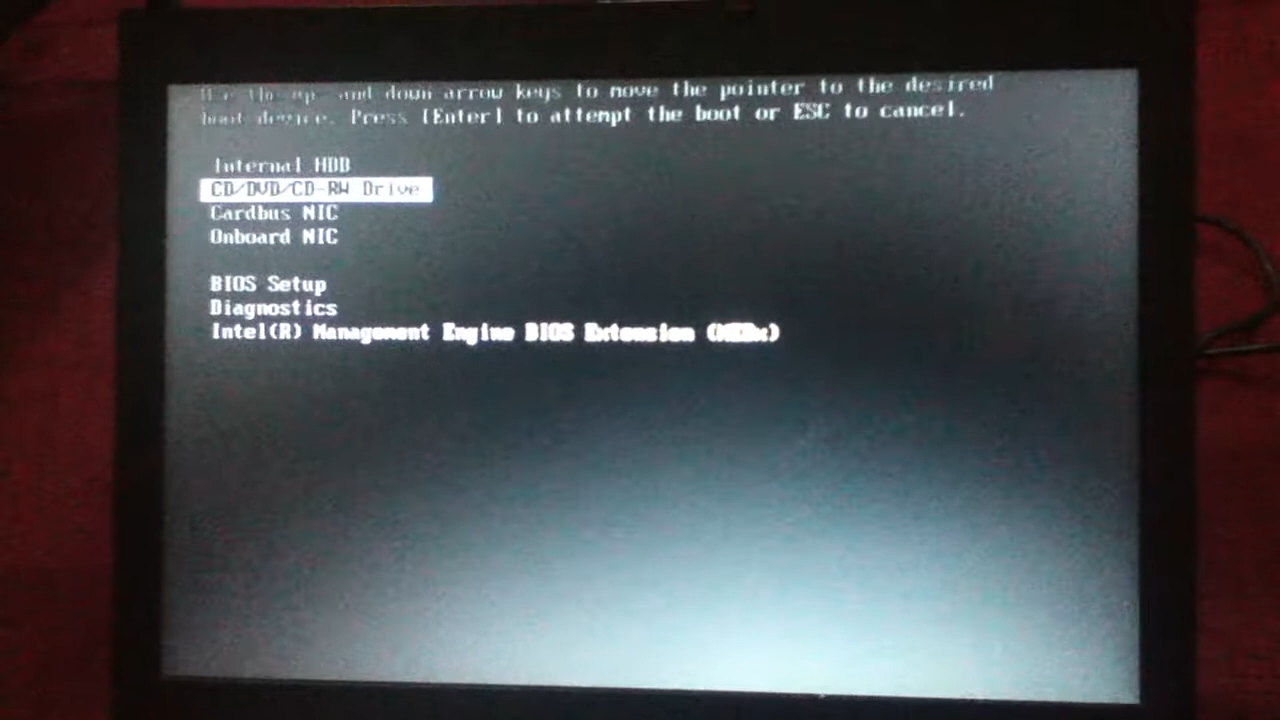 Use the up and down arrow keys to move the pointer to the desired
boot device. Press [Enter] to attempt the boot or ESC to cancel.
Internal HDD
CD/DVD/CD-RW Drive
Cardbus NIC
Onboard NIC
BIOS Setup
Diagnostics
Intel(R) Management Engine BIOS Extension (MEBx)